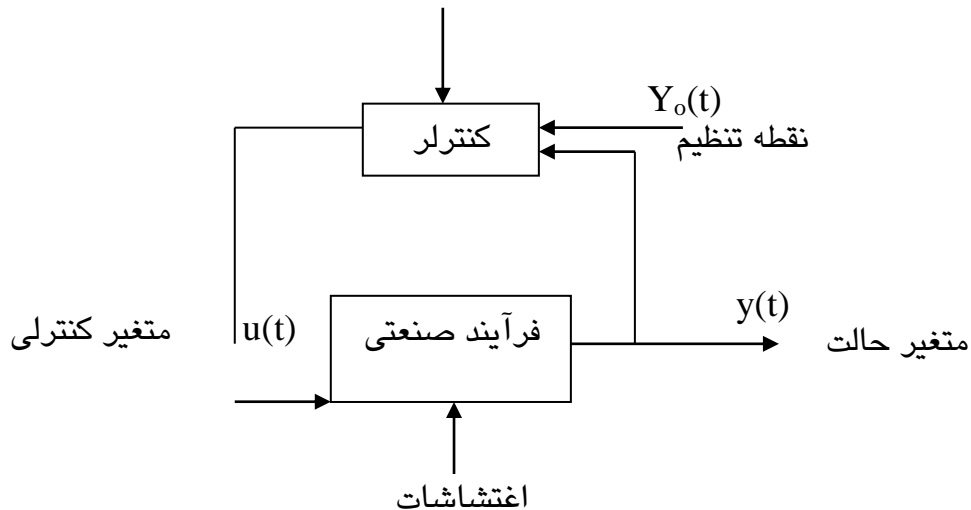 Yo(t)
نقطه تنظیم
کنترلر
y(t)
متغیر حالت
فرآیند صنعتی
u(t)
متغیر کنترلی
اغتشاشات